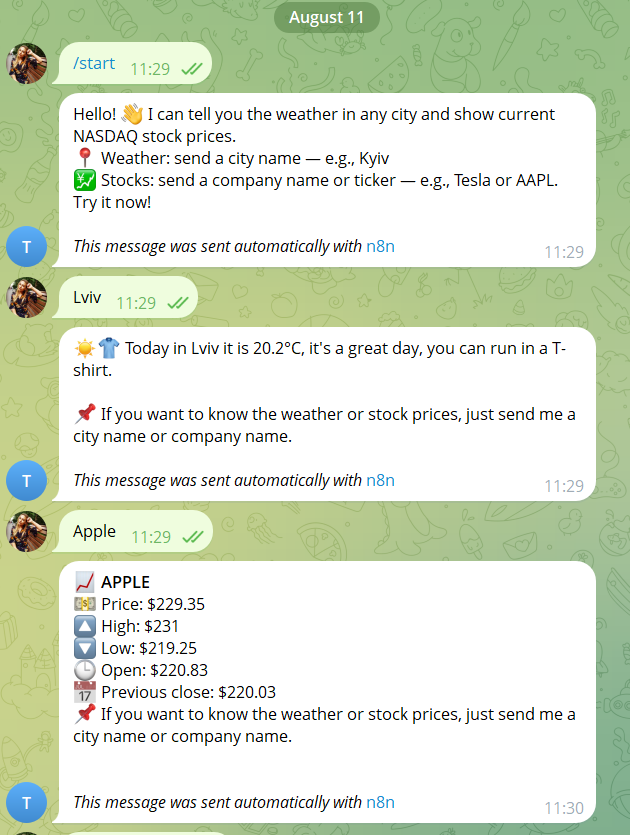 August 11
/start 11:29
Hello! 👋 I can tell you the weather in any city and show current
NASDAQ stock prices.
📍 Weather: send a city name — e.g., Kyiv
💹 Stocks: send a company name or ticker — e.g., Tesla or AAPL.
Try it now!
T
This message was sent automatically with n8n 11:29
Lviv 11:29
☀️👕 Today in Lviv it is 20.2°C, it's a great day, you can run in a T-
shirt.
📌 If you want to know the weather or stock prices, just send me a
city name or company name.
T
This message was sent automatically with n8n 11:29
Apple 11:29
📈 APPLE
💵 Price: $229.35
🔼 High: $231
🔽 Low: $219.25
🕒 Open: $220.83
📅 Previous close: $220.03
📌 If you want to know the weather or stock prices, just send me a
city name or company name.
T
This message was sent automatically with n8n 11:30